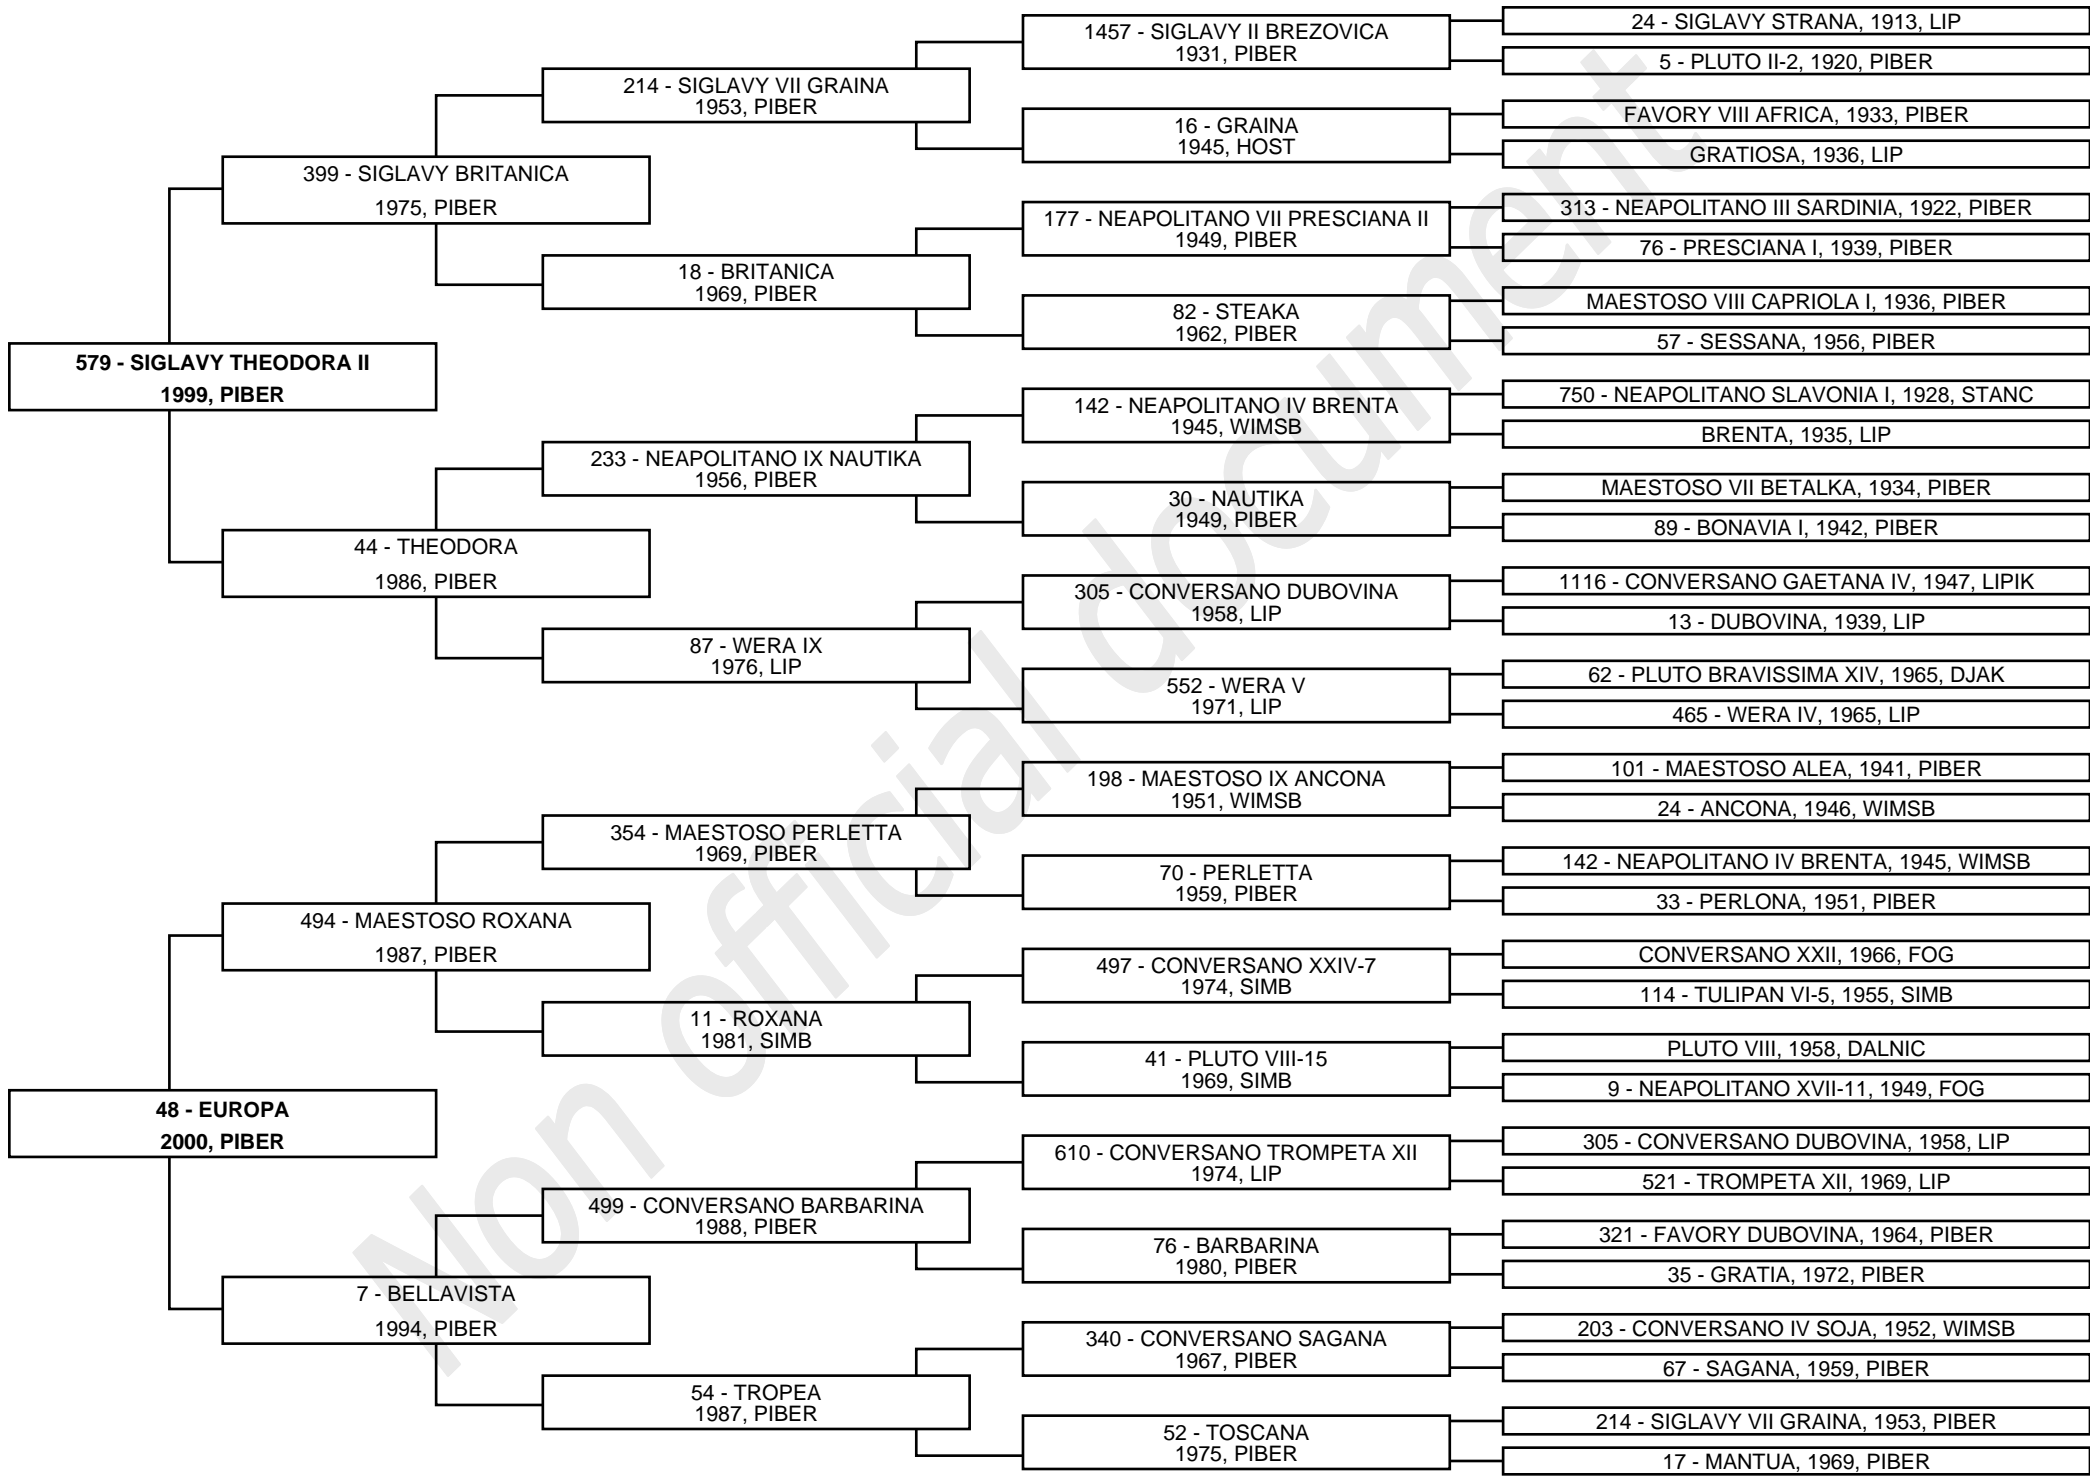 579 - SIGLAVY THEODORA II
1999, PIBER
48 - EUROPA
2000, PIBER
399 - SIGLAVY BRITANICA
1975, PIBER
44 - THEODORA
1986, PIBER
494 - MAESTOSO ROXANA
1987, PIBER
7 - BELLAVISTA
1994, PIBER
214 - SIGLAVY VII GRAINA
1953, PIBER
18 - BRITANICA
1969, PIBER
233 - NEAPOLITANO IX NAUTIKA
1956, PIBER
87 - WERA IX
1976, LIP
354 - MAESTOSO PERLETTA
1969, PIBER
11 - ROXANA
1981, SIMB
499 - CONVERSANO BARBARINA
1988, PIBER
54 - TROPEA
1987, PIBER
1457 - SIGLAVY II BREZOVICA
1931, PIBER
16 - GRAINA
1945, HOST
177 - NEAPOLITANO VII PRESCIANA II
1949, PIBER
82 - STEAKA
1962, PIBER
142 - NEAPOLITANO IV BRENTA
1945, WIMSB
30 - NAUTIKA
1949, PIBER
305 - CONVERSANO DUBOVINA
1958, LIP
552 - WERA V
1971, LIP
198 - MAESTOSO IX ANCONA
1951, WIMSB
70 - PERLETTA
1959, PIBER
497 - CONVERSANO XXIV-7
1974, SIMB
41 - PLUTO VIII-15
1969, SIMB
610 - CONVERSANO TROMPETA XII
1974, LIP
76 - BARBARINA
1980, PIBER
340 - CONVERSANO SAGANA
1967, PIBER
52 - TOSCANA
1975, PIBER
24 - SIGLAVY STRANA, 1913, LIP
5 - PLUTO II-2, 1920, PIBER
FAVORY VIII AFRICA, 1933, PIBER
GRATIOSA, 1936, LIP
313 - NEAPOLITANO III SARDINIA, 1922, PIBER
76 - PRESCIANA I, 1939, PIBER
MAESTOSO VIII CAPRIOLA I, 1936, PIBER
57 - SESSANA, 1956, PIBER
750 - NEAPOLITANO SLAVONIA I, 1928, STANC
BRENTA, 1935, LIP
MAESTOSO VII BETALKA, 1934, PIBER
89 - BONAVIA I, 1942, PIBER
1116 - CONVERSANO GAETANA IV, 1947, LIPIK
13 - DUBOVINA, 1939, LIP
62 - PLUTO BRAVISSIMA XIV, 1965, DJAK
465 - WERA IV, 1965, LIP
101 - MAESTOSO ALEA, 1941, PIBER
24 - ANCONA, 1946, WIMSB
142 - NEAPOLITANO IV BRENTA, 1945, WIMSB
33 - PERLONA, 1951, PIBER
CONVERSANO XXII, 1966, FOG
114 - TULIPAN VI-5, 1955, SIMB
PLUTO VIII, 1958, DALNIC
9 - NEAPOLITANO XVII-11, 1949, FOG
305 - CONVERSANO DUBOVINA, 1958, LIP
521 - TROMPETA XII, 1969, LIP
321 - FAVORY DUBOVINA, 1964, PIBER
35 - GRATIA, 1972, PIBER
203 - CONVERSANO IV SOJA, 1952, WIMSB
67 - SAGANA, 1959, PIBER
214 - SIGLAVY VII GRAINA, 1953, PIBER
17 - MANTUA, 1969, PIBER
Non official document